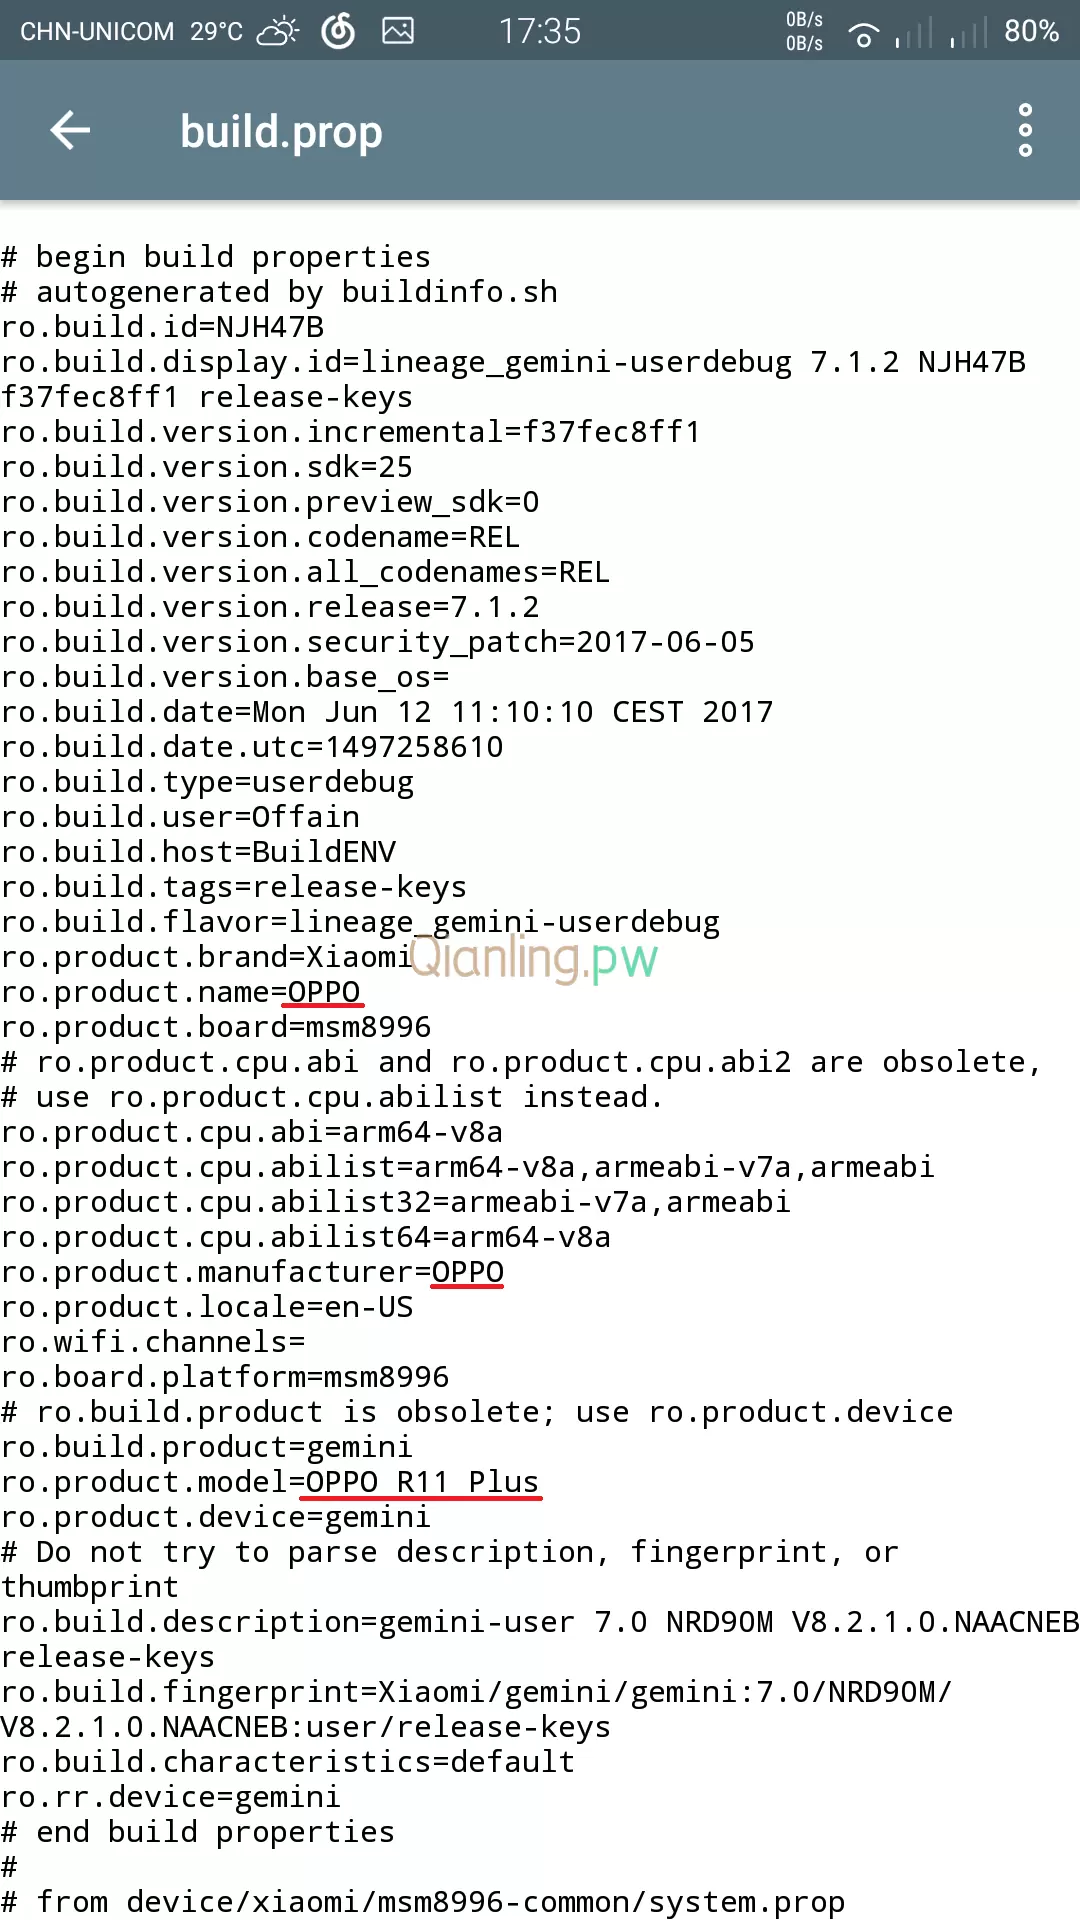 CHN-UNICOM 29°C 17:35 0B/s 0B/s 80%
build.prop
# begin build properties
# autogenerated by buildinfo.sh
ro.build.id=NJH47B
ro.build.display.id=lineage_gemini-userdebug 7.1.2 NJH47B
f37fec8ff1 release-keys
ro.build.version.incremental=f37fec8ff1
ro.build.version.sdk=25
ro.build.version.preview_sdk=0
ro.build.version.codename=REL
ro.build.version.all_codenames=REL
ro.build.version.release=7.1.2
ro.build.version.security_patch=2017-06-05
ro.build.version.base_os=
ro.build.date=Mon Jun 12 11:10:10 CEST 2017
ro.build.date.utc=1497258610
ro.build.type=userdebug
ro.build.user=Offain
ro.build.host=BuildENV
ro.build.tags=release-keys
ro.build.flavor=lineage_gemini-userdebug
ro.product.brand=Xiaomi
Qianling.pw
ro.product.name=OPPO
ro.product.board=msm8996
# ro.product.cpu.abi and ro.product.cpu.abi2 are obsolete,
# use ro.product.cpu.abilist instead.
ro.product.cpu.abi=arm64-v8a
ro.product.cpu.abilist=arm64-v8a,armeabi-v7a,armeabi
ro.product.cpu.abilist32=armeabi-v7a,armeabi
ro.product.cpu.abilist64=arm64-v8a
ro.product.manufacturer=OPPO
ro.product.locale=en-US
ro.wifi.channels=
ro.board.platform=msm8996
# ro.build.product is obsolete; use ro.product.device
ro.build.product=gemini
ro.product.model=OPPO R11 Plus
ro.product.device=gemini
# Do not try to parse description, fingerprint, or
thumbprint
ro.build.description=gemini-user 7.0 NRD90M V8.2.1.0.NAACNEB
release-keys
ro.build.fingerprint=Xiaomi/gemini/gemini:7.0/NRD90M/
V8.2.1.0.NAACNEB:user/release-keys
ro.build.characteristics=default
ro.rr.device=gemini
# end build properties
#
# from device/xiaomi/msm8996-common/system.prop